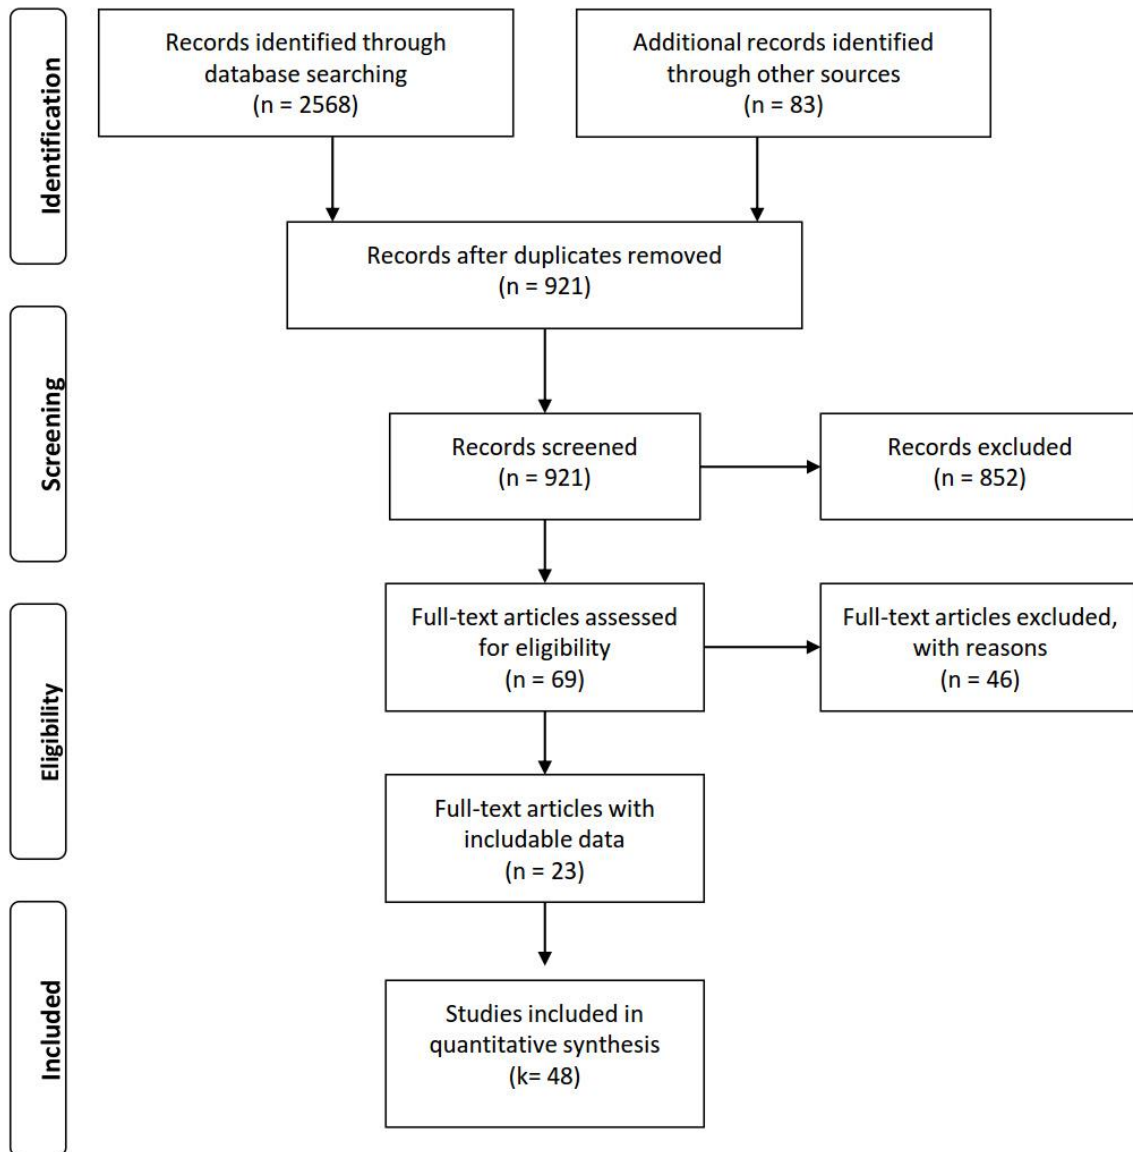 Identification
Records identified through
database searching
(n = 2568)
Additional records identified
through other sources
(n = 83)
Records after duplicates removed
(n = 921)
Screening
Records screened
(n = 921)
Records excluded
(n = 852)
Eligibility
Full-text articles assessed
for eligibility
(n = 69)
Full-text articles excluded,
with reasons
(n = 46)
Full-text articles with
includable data
(n = 23)
Included
Studies included in
quantitative synthesis
(k= 48)